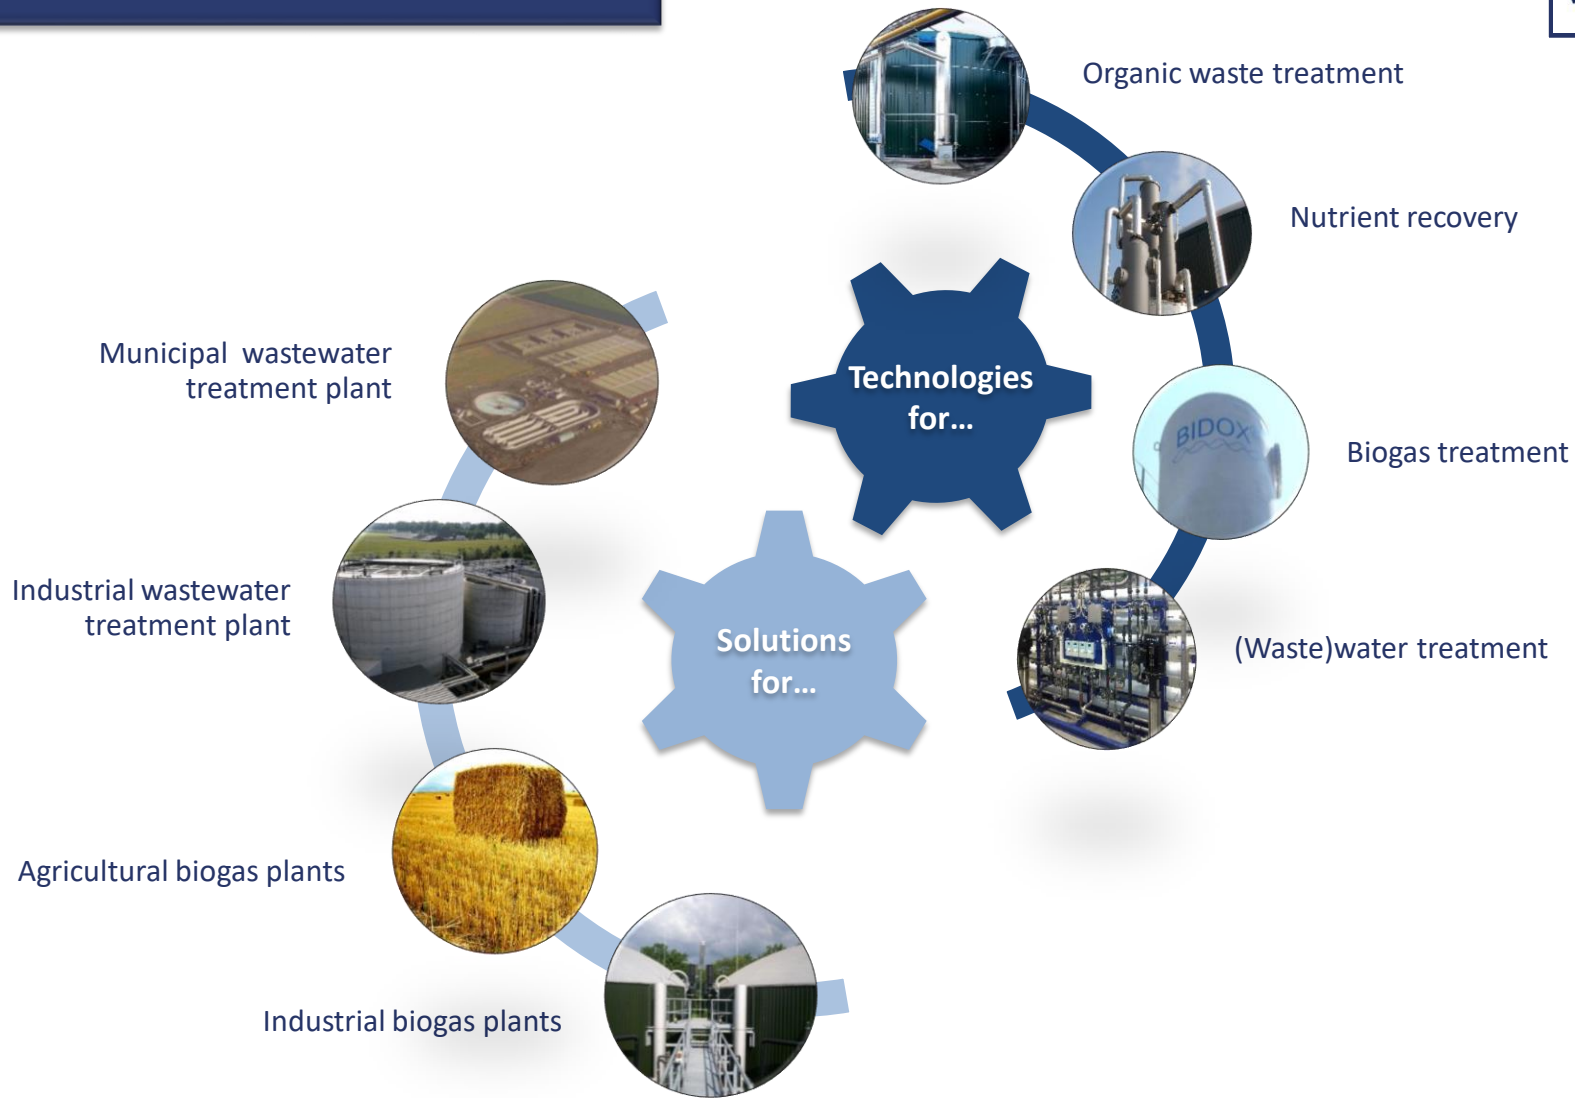 Organic waste treatment
Nutrient recovery
Technologies
for...
Biogas treatment
BIDOX
(Waste)water treatment
Municipal wastewater
treatment plant
Industrial wastewater
treatment plant
Solutions
for...
Agricultural biogas plants
Industrial biogas plants